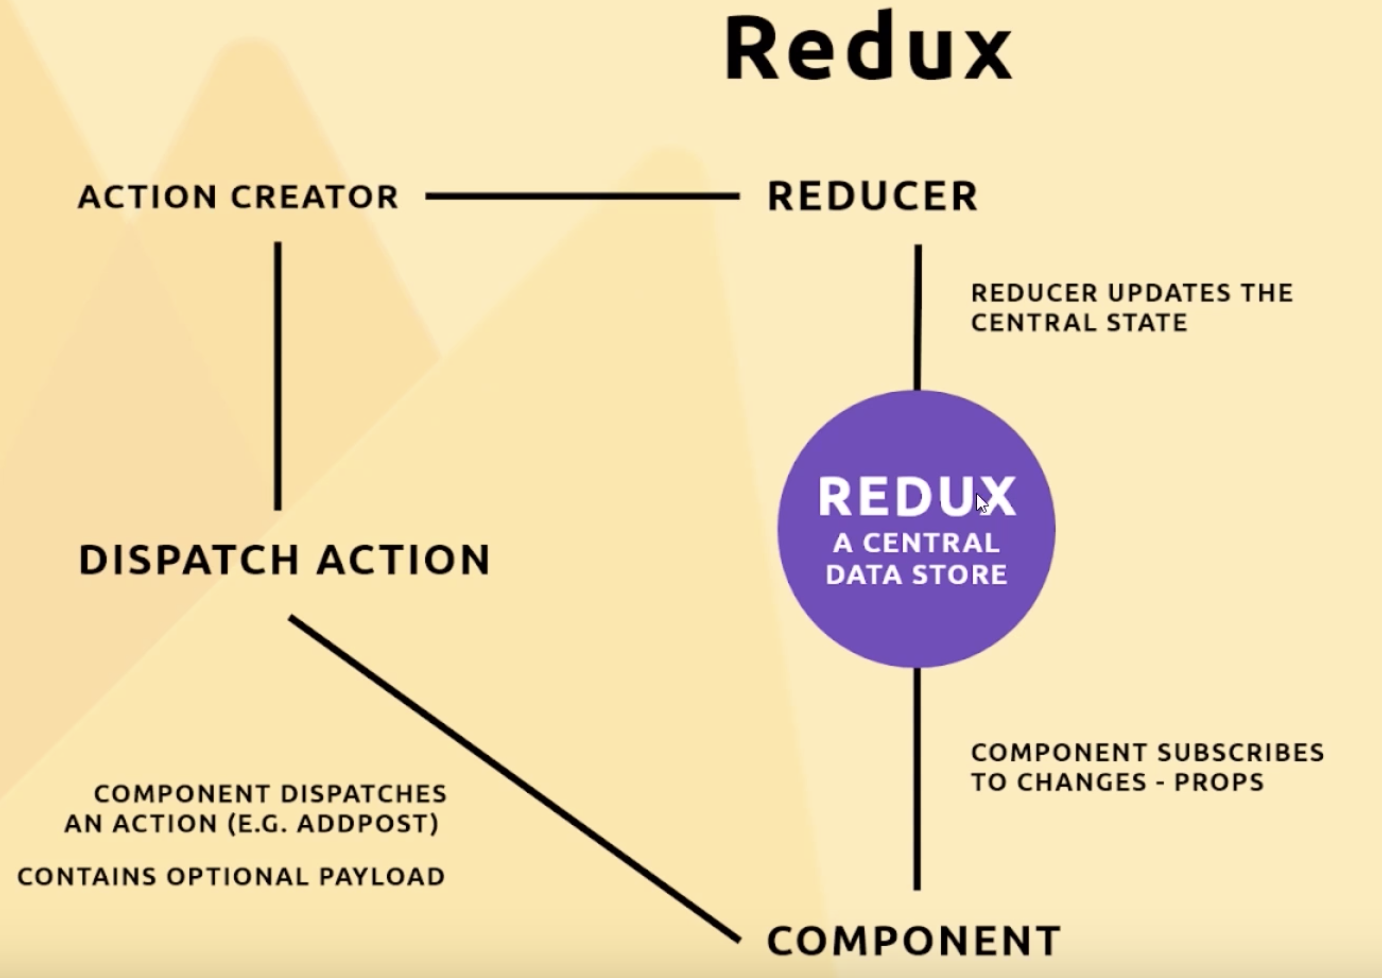 Redux
ACTION CREATOR
REDUCER
REDUCER UPDATES THE
CENTRAL STATE
REDUX
A CENTRAL
DATA STORE
DISPATCH ACTION
COMPONENT SUBSCRIBES
TO CHANGES - PROPS
COMPONENT DISPATCHES
AN ACTION (E.G. ADDPOST)
CONTAINS OPTIONAL PAYLOAD
COMPONENT